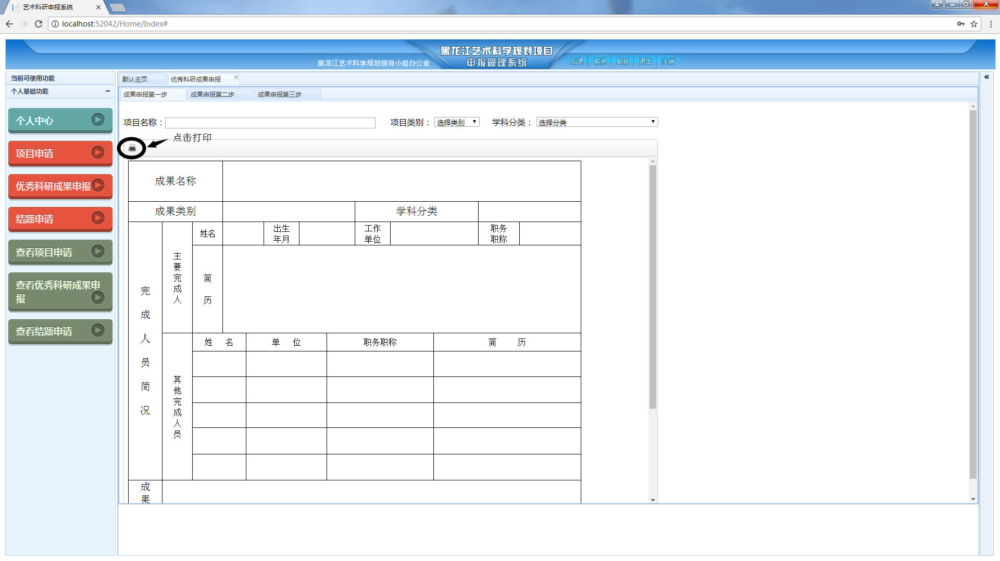 艺术科研申报系统
localhost:52042/Home/Index#
黑龙江艺术科学规划项目
黑龙江艺术科学规划领导小组办公室
申报管理系统
后退 前进 刷新 退出 注销
当前可使用功能
个人基础功能
个人中心
项目申请
优秀科研成果申报
结题申请
查看项目申请
查看优秀科研成果申
报
查看结题申请
默认主页 优秀科研成果申报
成果申报第一步 成果申报第二步 成果申报第三步
项目名称： 项目类别： 选择类别 学科分类： 选择分类
点击打印
成果名称
成果类别 学科分类
完成人员简况
主要完成人
姓名 出生年月 工作单位 职务职称
简历
其他完成人员
姓 名 单 位 职务职称 简 历
成果